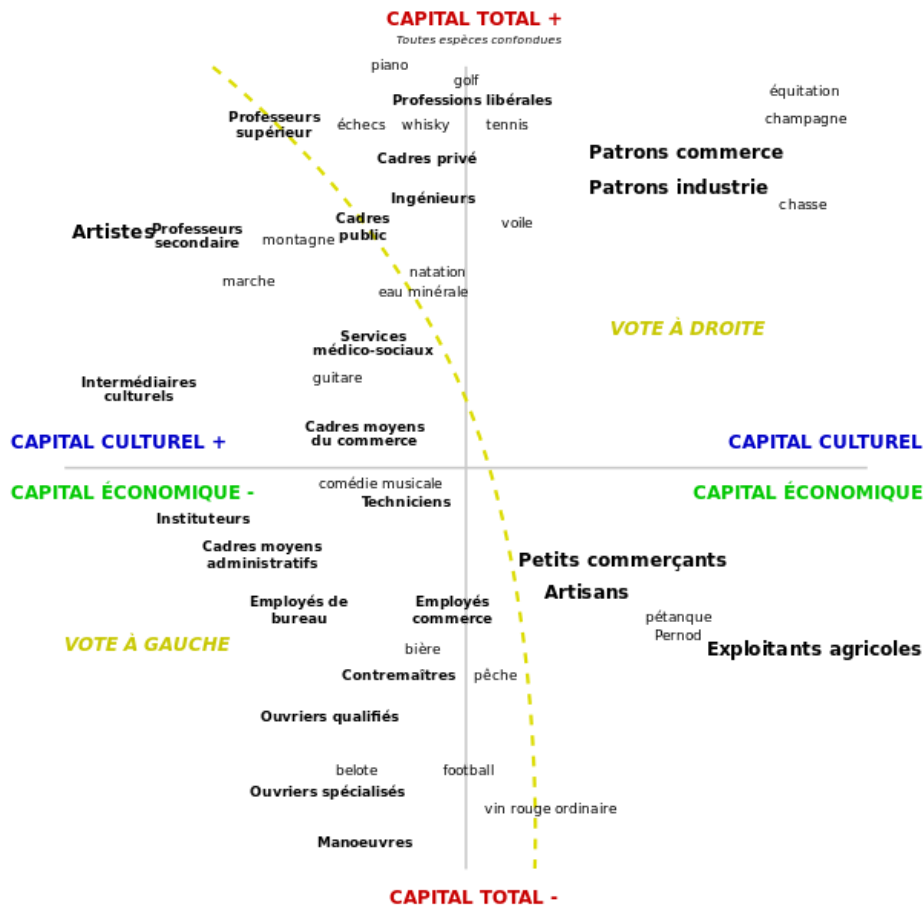 CAPITAL TOTAL +
Toutes espèces confondues
piano
golf
équitation
Professions libérales
champagne
Professeurs
supérieur
échecs
whisky
tennis
Cadres privé
Patrons commerce
Patrons industrie
Ingénieurs
chasse
Cadres
public
voile
Artistes
Professeurs
secondaire
montagne
natation
marche
eau minérale
VOTE À DROITE
Services
médico-sociaux
guitare
Intermédiaires
culturels
Cadres moyens
du commerce
CAPITAL CULTUREL +
CAPITAL CULTUREL
CAPITAL ÉCONOMIQUE -
CAPITAL ÉCONOMIQUE
comédie musicale
Techniciens
Instituteurs
Cadres moyens
administratifs
Petits commerçants
Artisans
Employés de
bureau
Employés
commerce
pétanque
Pernod
VOTE À GAUCHE
bière
Exploitants agricoles
Contremaîtres
pêche
Ouvriers qualifiés
belote
football
Ouvriers spécialisés
vin rouge ordinaire
Manoeuvres
CAPITAL TOTAL -